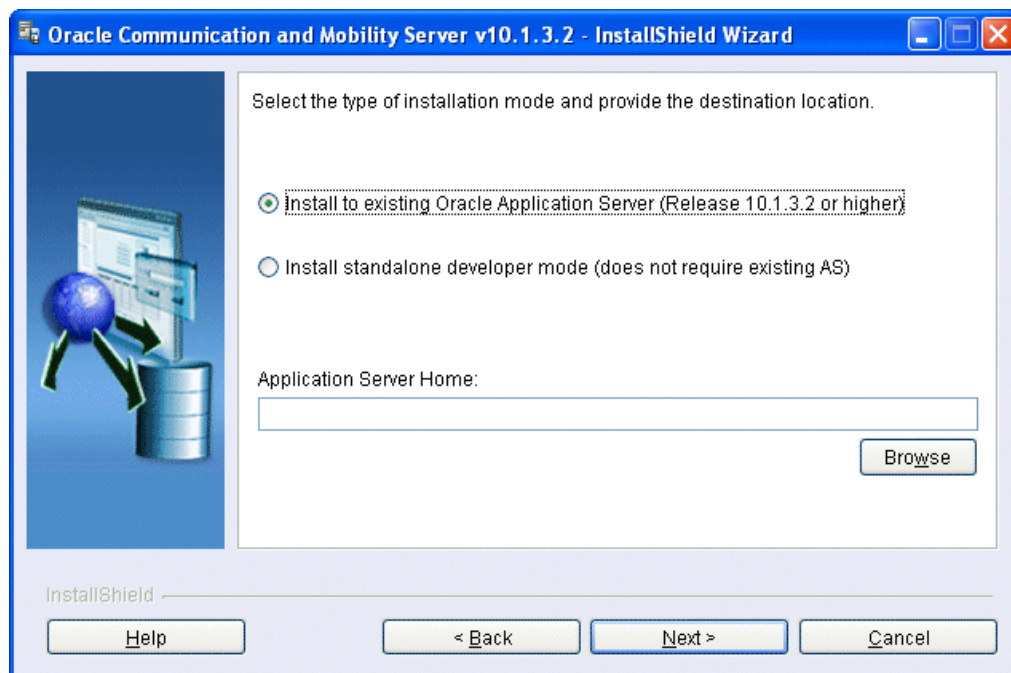 Oracle Communication and Mobility Server v10.1.3.2 - InstallShield Wizard
Select the type of installation mode and provide the destination location.
Install to existing Oracle Application Server (Release 10.1.3.2 or higher)
Install standalone developer mode (does not require existing AS)
Application Server Home:
Browse
InstallShield
Help
< Back
Next >
Cancel